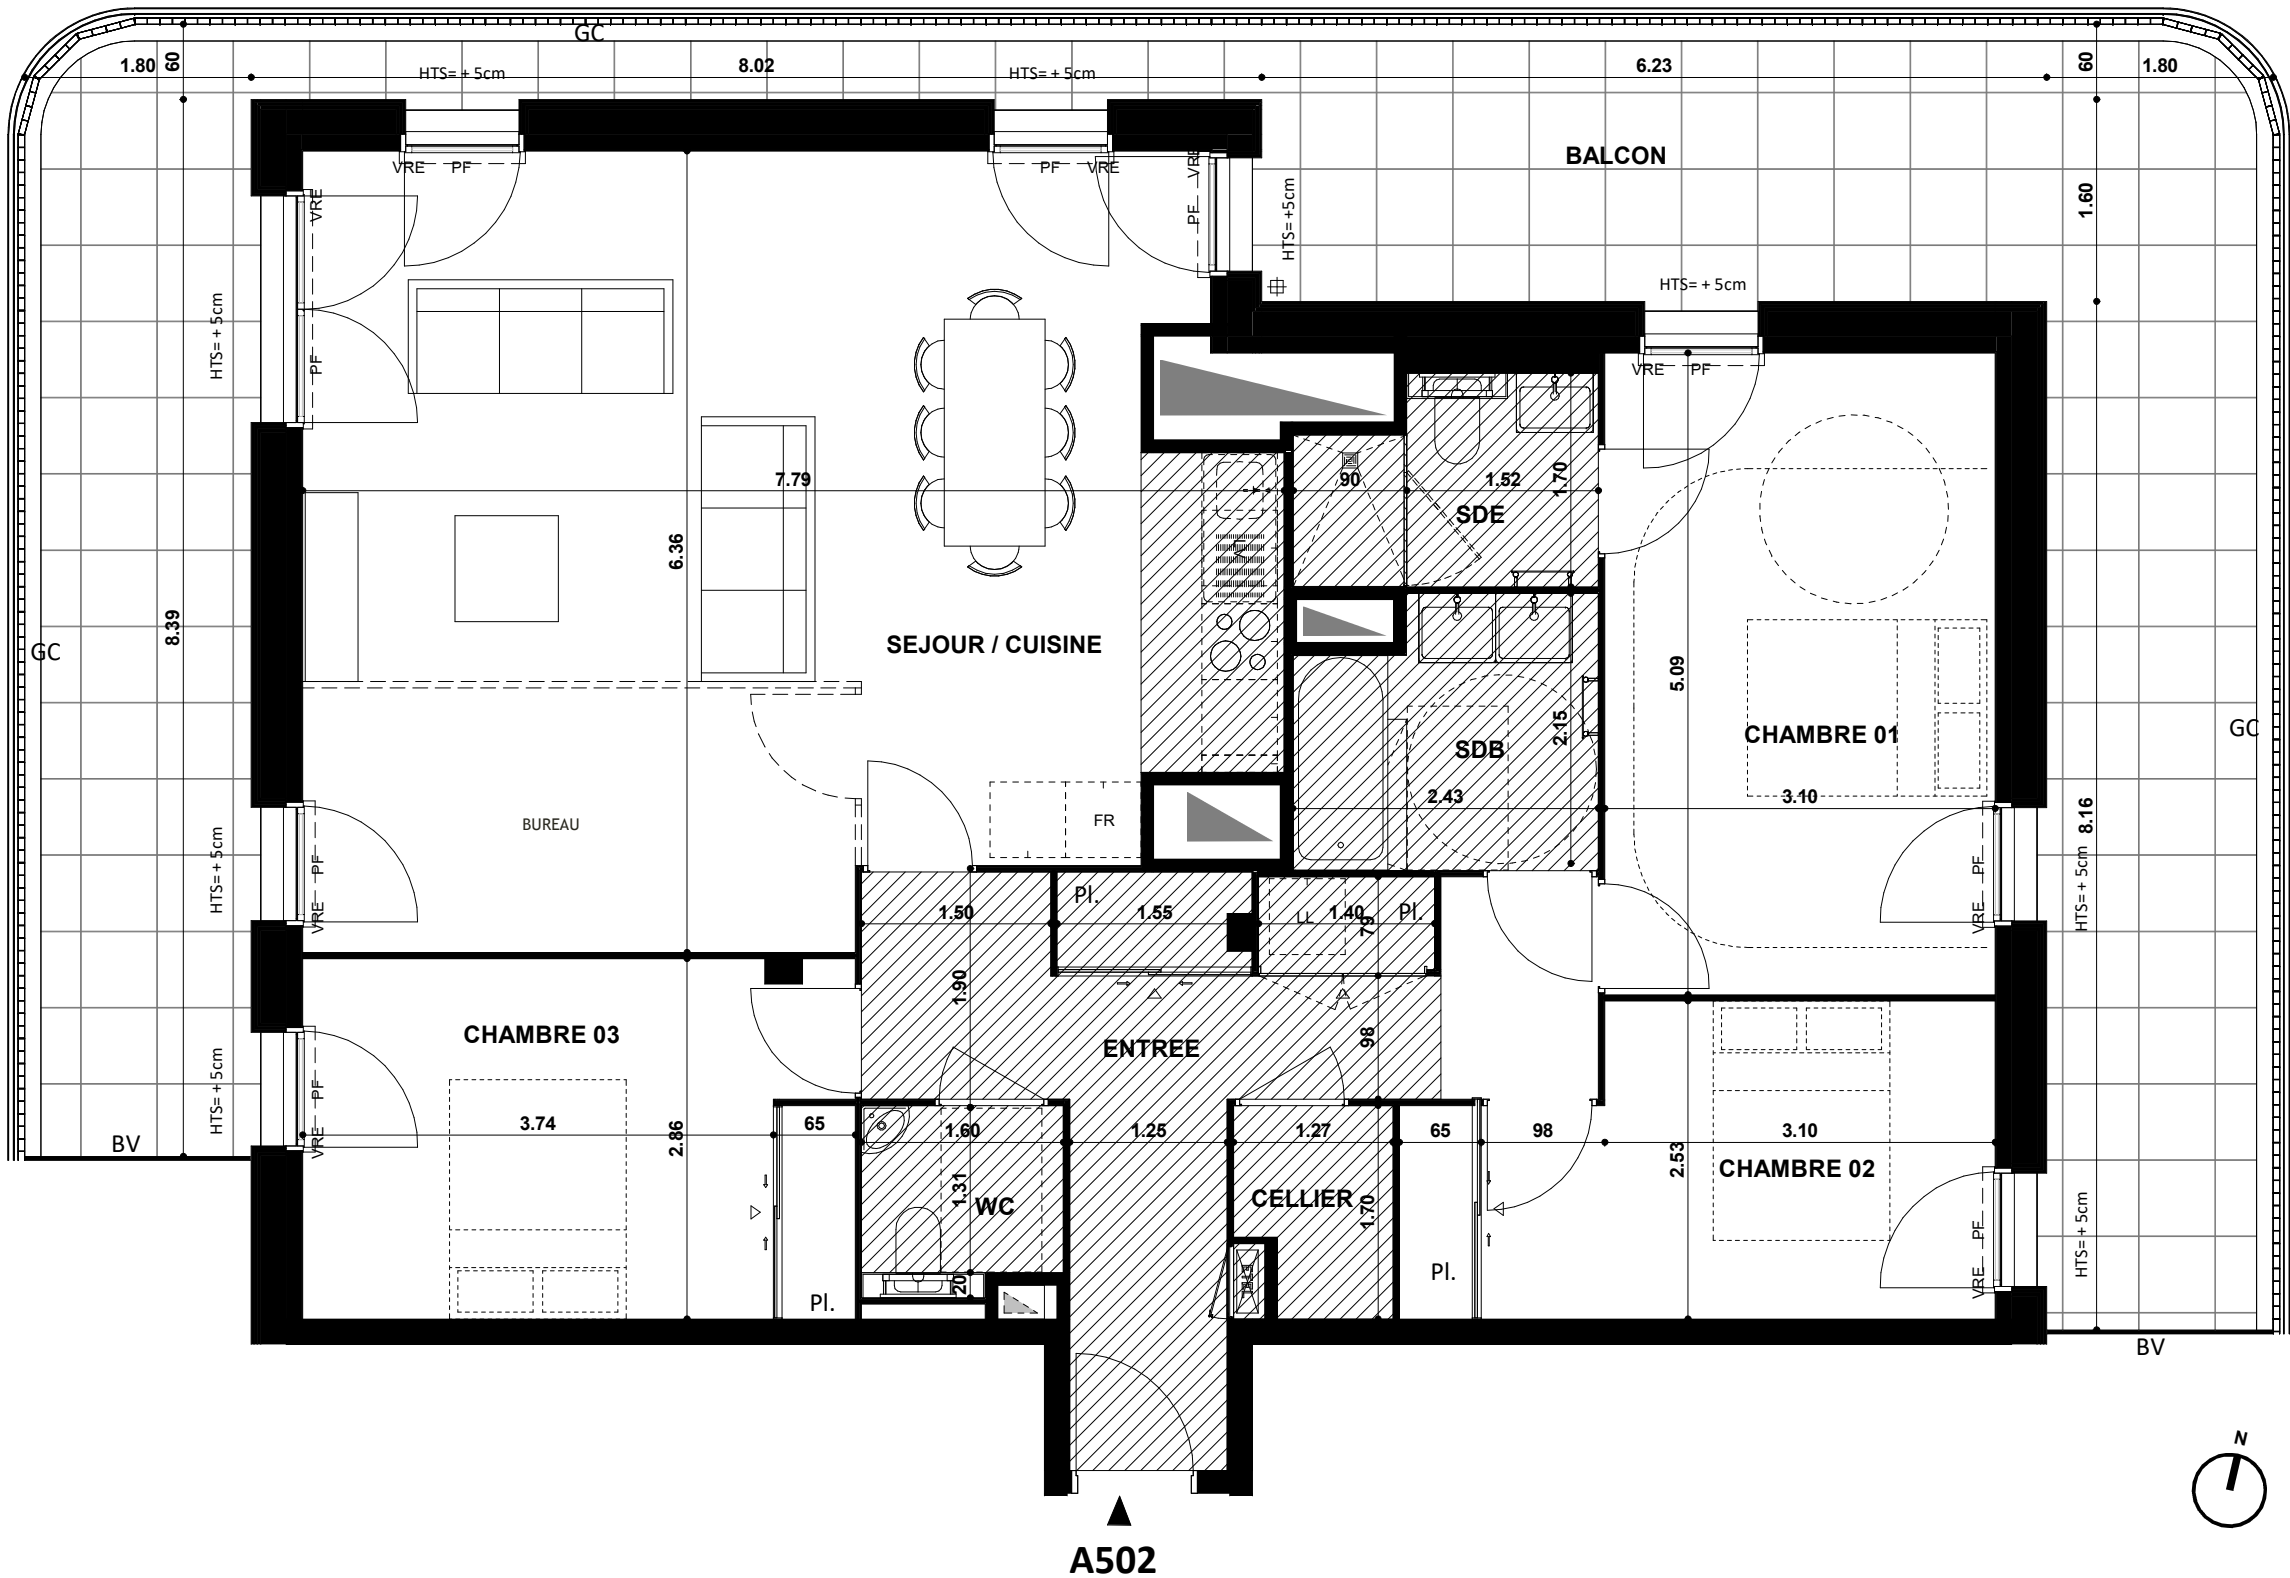 GC
1.80
60
HTS= + 5cm
8.02
HTS= + 5cm
6.23
60
1.80
VRE
PF
PF
VRE
VRE
PF
HTS= +5cm
BALCON
1.60
VRE
PF
HTS= + 5cm
HTS= + 5cm
VRE
PF
7.79
6.36
LV
90
1.52
1.70
SDE
8.39
GC
SEJOUR / CUISINE
5.09
GC
2.15
SDB
CHAMBRE 01
2.43
3.10
BUREAU
FR
HTS= + 5cm
PF
VRE
8.16
HTS= + 5cm
PF
VRE
Pl.
1.50
1.55
LL
1.40
79
Pl.
1.90
98
CHAMBRE 03
ENTREE
HTS= + 5cm
PF
VRE
BV
3.74
2.86
65
1.60
1.25
1.27
65
98
3.10
2.53
CHAMBRE 02
1.31
WC
CELLIER
1.70
HTS= + 5cm
PF
VRE
20
ETEL
Pl.
Pl.
BV
N
A502